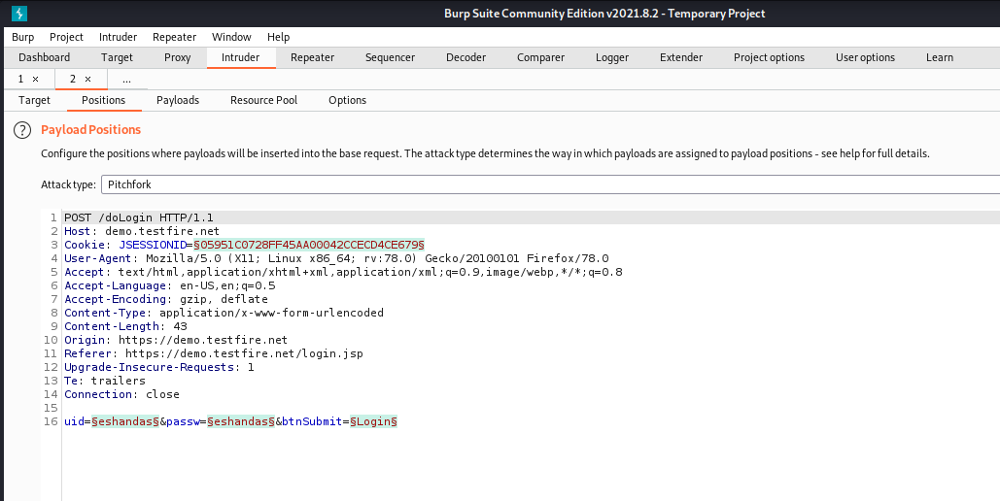 Burp Suite Community Edition v2021.8.2 - Temporary Project
Burp Project Intruder Repeater Window Help
Dashboard Target Proxy Intruder Repeater Sequencer Decoder Comparer Logger Extender Project options User options Learn
1 × 2 × ...
Target Positions Payloads Resource Pool Options
? Payload Positions
Configure the positions where payloads will be inserted into the base request. The attack type determines the way in which payloads are assigned to payload positions - see help for full details.
Attack type: Pitchfork
1 POST /doLogin HTTP/1.1
2 Host: demo.testfire.net
3 Cookie: JSESSIONID=§05951C0728FF45AA00042CCECD4CE679§
4 User-Agent: Mozilla/5.0 (X11; Linux x86_64; rv:78.0) Gecko/20100101 Firefox/78.0
5 Accept: text/html,application/xhtml+xml,application/xml;q=0.9,image/webp,*/*;q=0.8
6 Accept-Language: en-US,en;q=0.5
7 Accept-Encoding: gzip, deflate
8 Content-Type: application/x-www-form-urlencoded
9 Content-Length: 43
10 Origin: https://demo.testfire.net
11 Referer: https://demo.testfire.net/login.jsp
12 Upgrade-Insecure-Requests: 1
13 Te: trailers
14 Connection: close
15
16 uid=§eshandas§&passw=§eshandas§&btnSubmit=§Login§